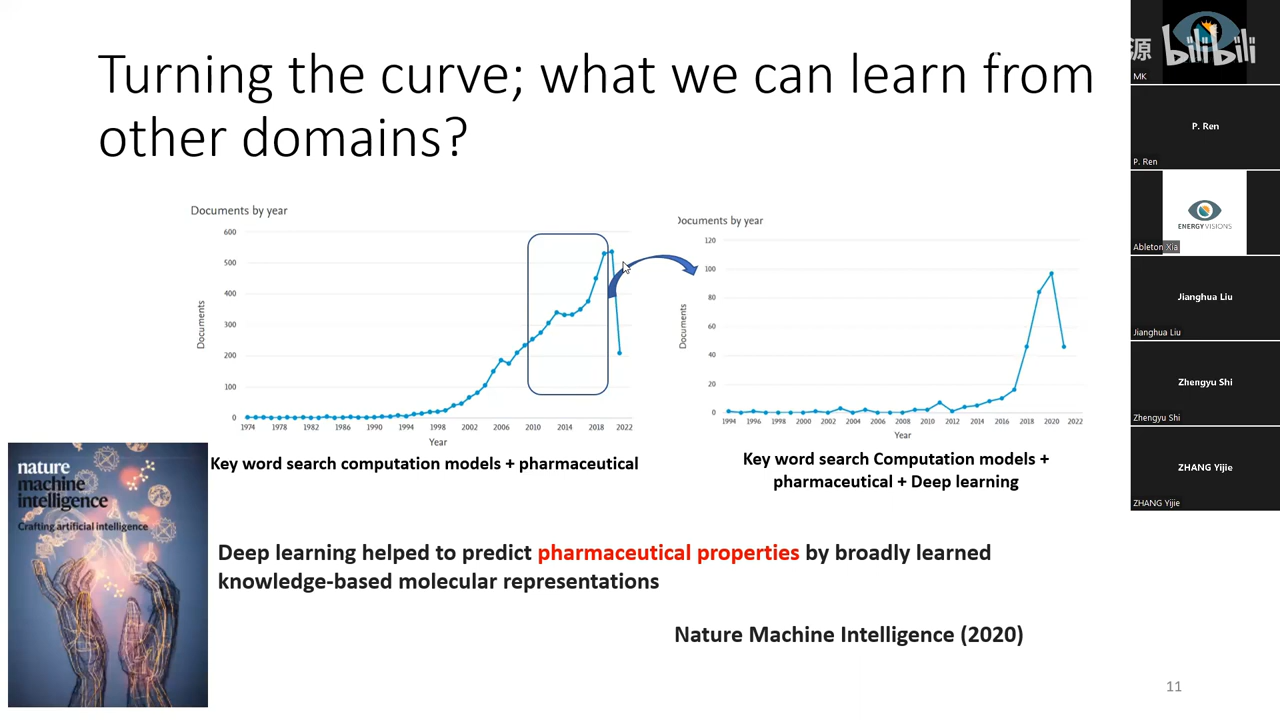 Turning the curve; what we can learn from
other domains?
Documents by year
600
500
400
300
200
100
0
Documents
1974 1978 1982 1986 1990 1994 1998 2002 2006 2010 2014 2018 2022
Year
Key word search computation models + pharmaceutical
Documents by year
120
100
80
60
40
20
0
Documents
1994 1996 1998 2000 2002 2004 2006 2008 2010 2012 2014 2016 2018 2020 2022
Year
Key word search Computation models +
pharmaceutical + Deep learning
nature
machine
intelligence
Crafting artificial intelligence
Deep learning helped to predict pharmaceutical properties by broadly learned
knowledge-based molecular representations
Nature Machine Intelligence (2020)
11
源 bilibili
MK
P. Ren
P. Ren
ENERGY VISIONS
Ableton Xia
Jianghua Liu
Jianghua Liu
Zhengyu Shi
Zhengyu Shi
ZHANG Yijie
ZHANG Yijie